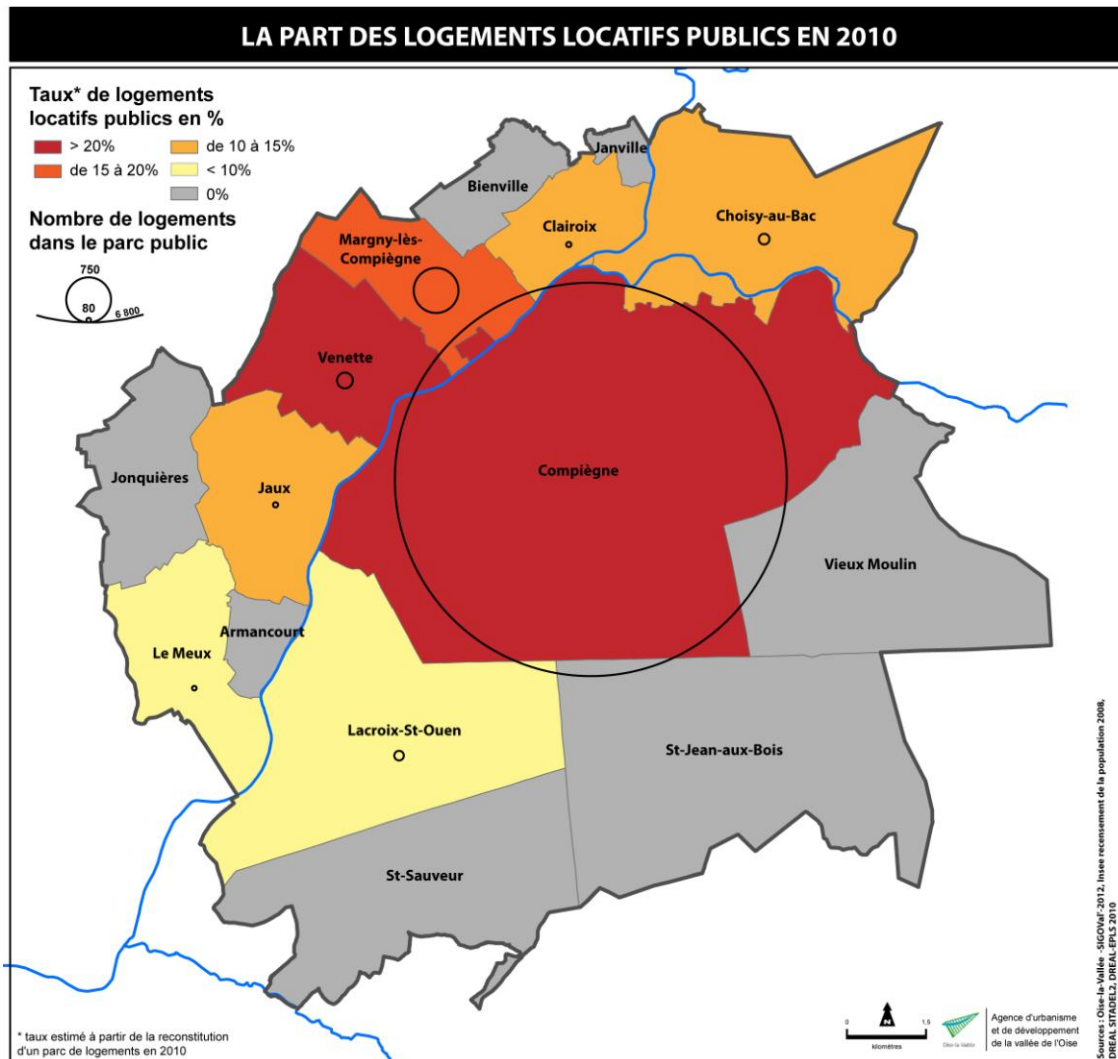 LA PART DES LOGEMENTS LOCATIFS PUBLICS EN 2010
Taux* de logements
locatifs publics en %
> 20%
de 10 à 15%
de 15 à 20%
< 10%
0%
Nombre de logements
dans le parc public
750
80
6 800
Janville
Bienville
Choisy-au-Bac
Clairoix
Margny-lès-
Compiègne
Venette
Compiègne
Jonquières
Jaux
Vieux Moulin
Armancourt
Le Meux
Lacroix-St-Ouen
St-Jean-aux-Bois
St-Sauveur
* taux estimé à partir de la reconstitution
d'un parc de logements en 2010
N
0
1,5
kilomètres
Oise-la-Vallée
Agence d'urbanisme
et de développement
de la vallée de l'Oise
Sources : Oise-la-Vallée -SIGOVal'-2012, Insee recensement de la population 2008,
DREAL SITADEL2, DREAL-EPLS 2010